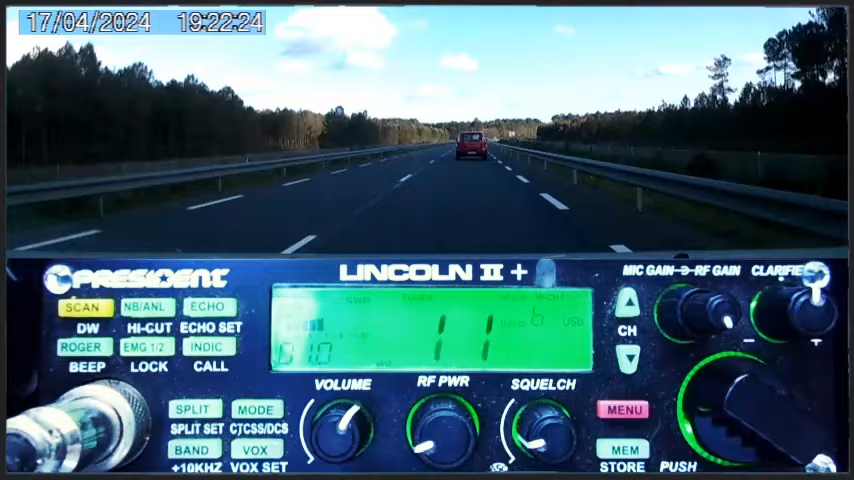 17/04/2024 19:22:24
PRESIDENT
LINCOLN II +
MIC GAIN RF GAIN CLARIFIE
SCAN NB/ANL ECHO
DW HI-CUT ECHO SET
ROGER EMG 1/2 INDIC
BEEP LOCK CALL
11
6
USB
CH
VOLUME RF PWR SQUELCH
SPLIT MODE
SPLIT SET CTCSS/DCS
BAND VOX
+10KHZ VOX SET
MENU
MEM
STORE PUSH
- +